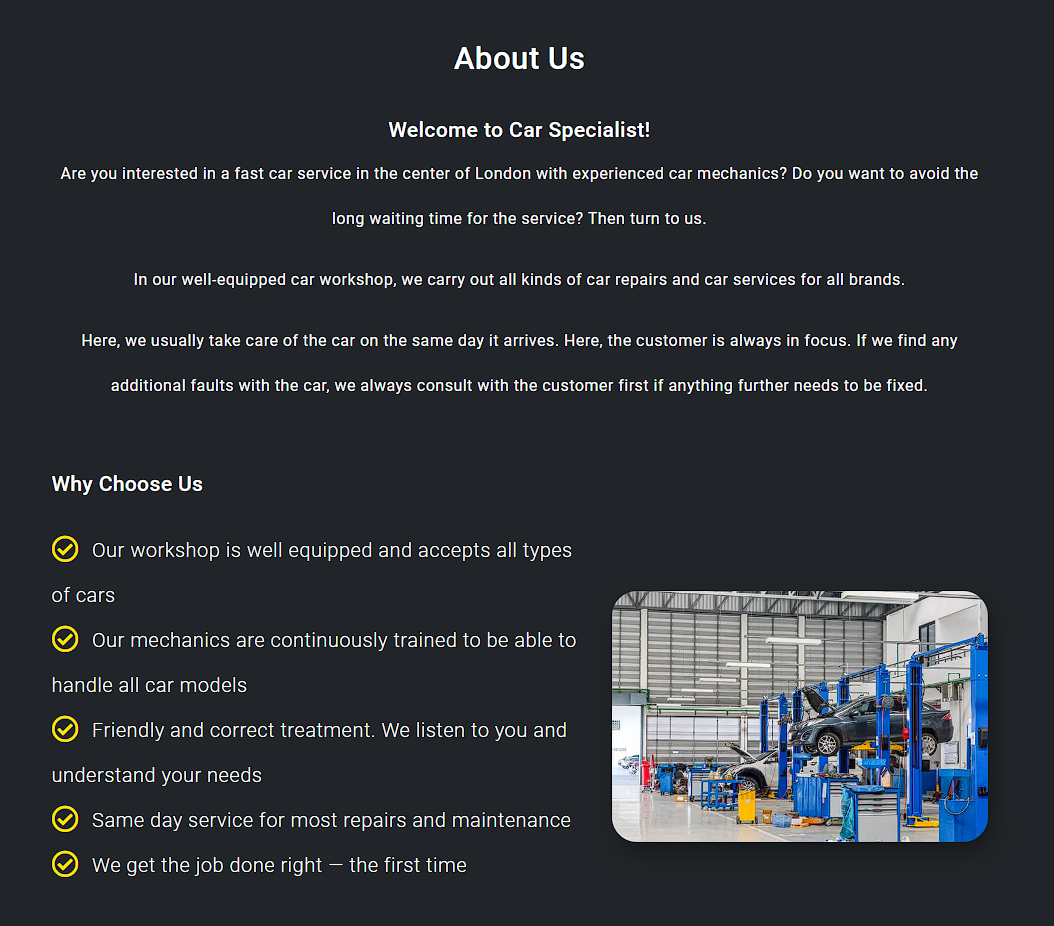 About Us
Welcome to Car Specialist!
Are you interested in a fast car service in the center of London with experienced car mechanics? Do you want to avoid the
long waiting time for the service? Then turn to us.
In our well-equipped car workshop, we carry out all kinds of car repairs and car services for all brands.
Here, we usually take care of the car on the same day it arrives. Here, the customer is always in focus. If we find any
additional faults with the car, we always consult with the customer first if anything further needs to be fixed.
Why Choose Us
Our workshop is well equipped and accepts all types
of cars
Our mechanics are continuously trained to be able to
handle all car models
Friendly and correct treatment. We listen to you and
understand your needs
Same day service for most repairs and maintenance
We get the job done right — the first time